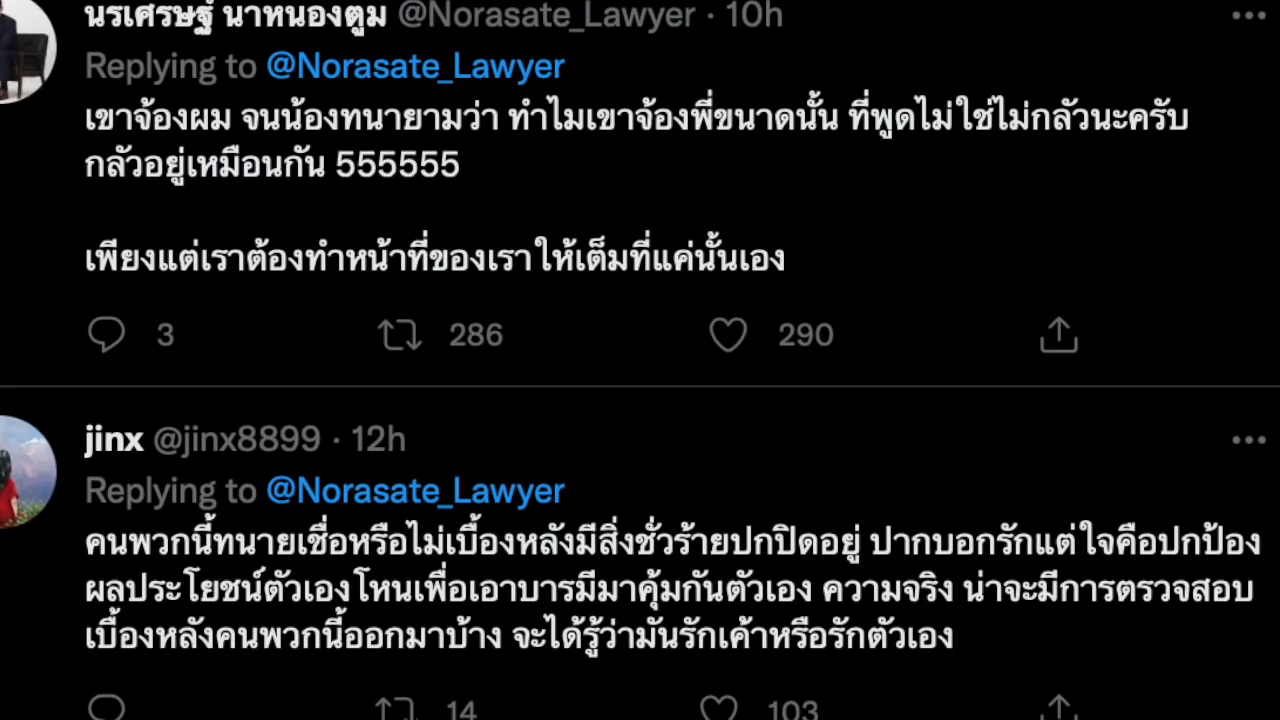 นรเศรษฐ์ นาหนองตูม @Norasate_Lawyer · 10h
Replying to @Norasate_Lawyer
เขาจ้องผม จนน้องทนายถามว่า ทำไมเขาจ้องพี่ขนาดนั้น ที่พูดไม่ใช่ไม่กลัวนะครับ
กลัวอยู่เหมือนกัน 555555
เพียงแต่เราต้องทำหน้าที่ของเราให้เต็มที่แค่นั้นเอง
3 286 290
jinx @jinx8899 · 12h
Replying to @Norasate_Lawyer
คนพวกนี้ทนายเชื่อหรือไม่เบื้องหลังมีสิ่งชั่วร้ายปกปิดอยู่ ปากบอกรักแต่ใจคือปกป้อง
ผลประโยชน์ตัวเองโหนเพื่อเอาบารมีมาคุ้มกันตัวเอง ความจริง น่าจะมีการตรวจสอบ
เบื้องหลังคนพวกนี้ออกมาบ้าง จะได้รู้ว่ามันรักเค้าหรือรักตัวเอง
14 103